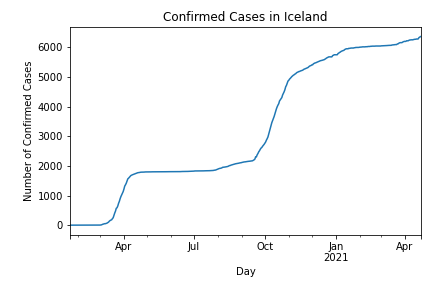 Confirmed Cases in Iceland
Number of Confirmed Cases
6000
5000
4000
3000
2000
1000
0
Apr Jul Oct Jan Apr
2021
Day